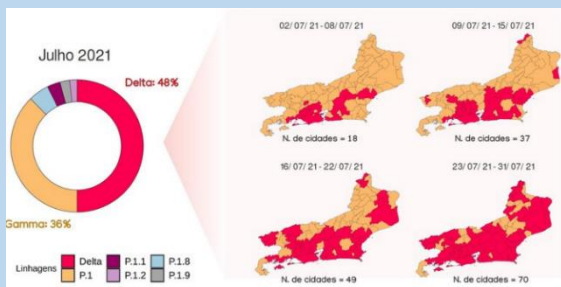 Julho 2021
Delta: 48%
Gamma: 36%
Linhagens
Delta
P.1
P.1.1
P.1.2
P.1.8
P.1.9
02/ 07/ 21-08/ 07/ 21
N. de cidades = 18
09/ 07/ 21 - 15/ 07/ 21
N. de cidades = 37
16/ 07/ 21 - 22/ 07/ 21
N. de cidades = 49
23/ 07/ 21 - 31/ 07/ 21
N. de cidades = 70